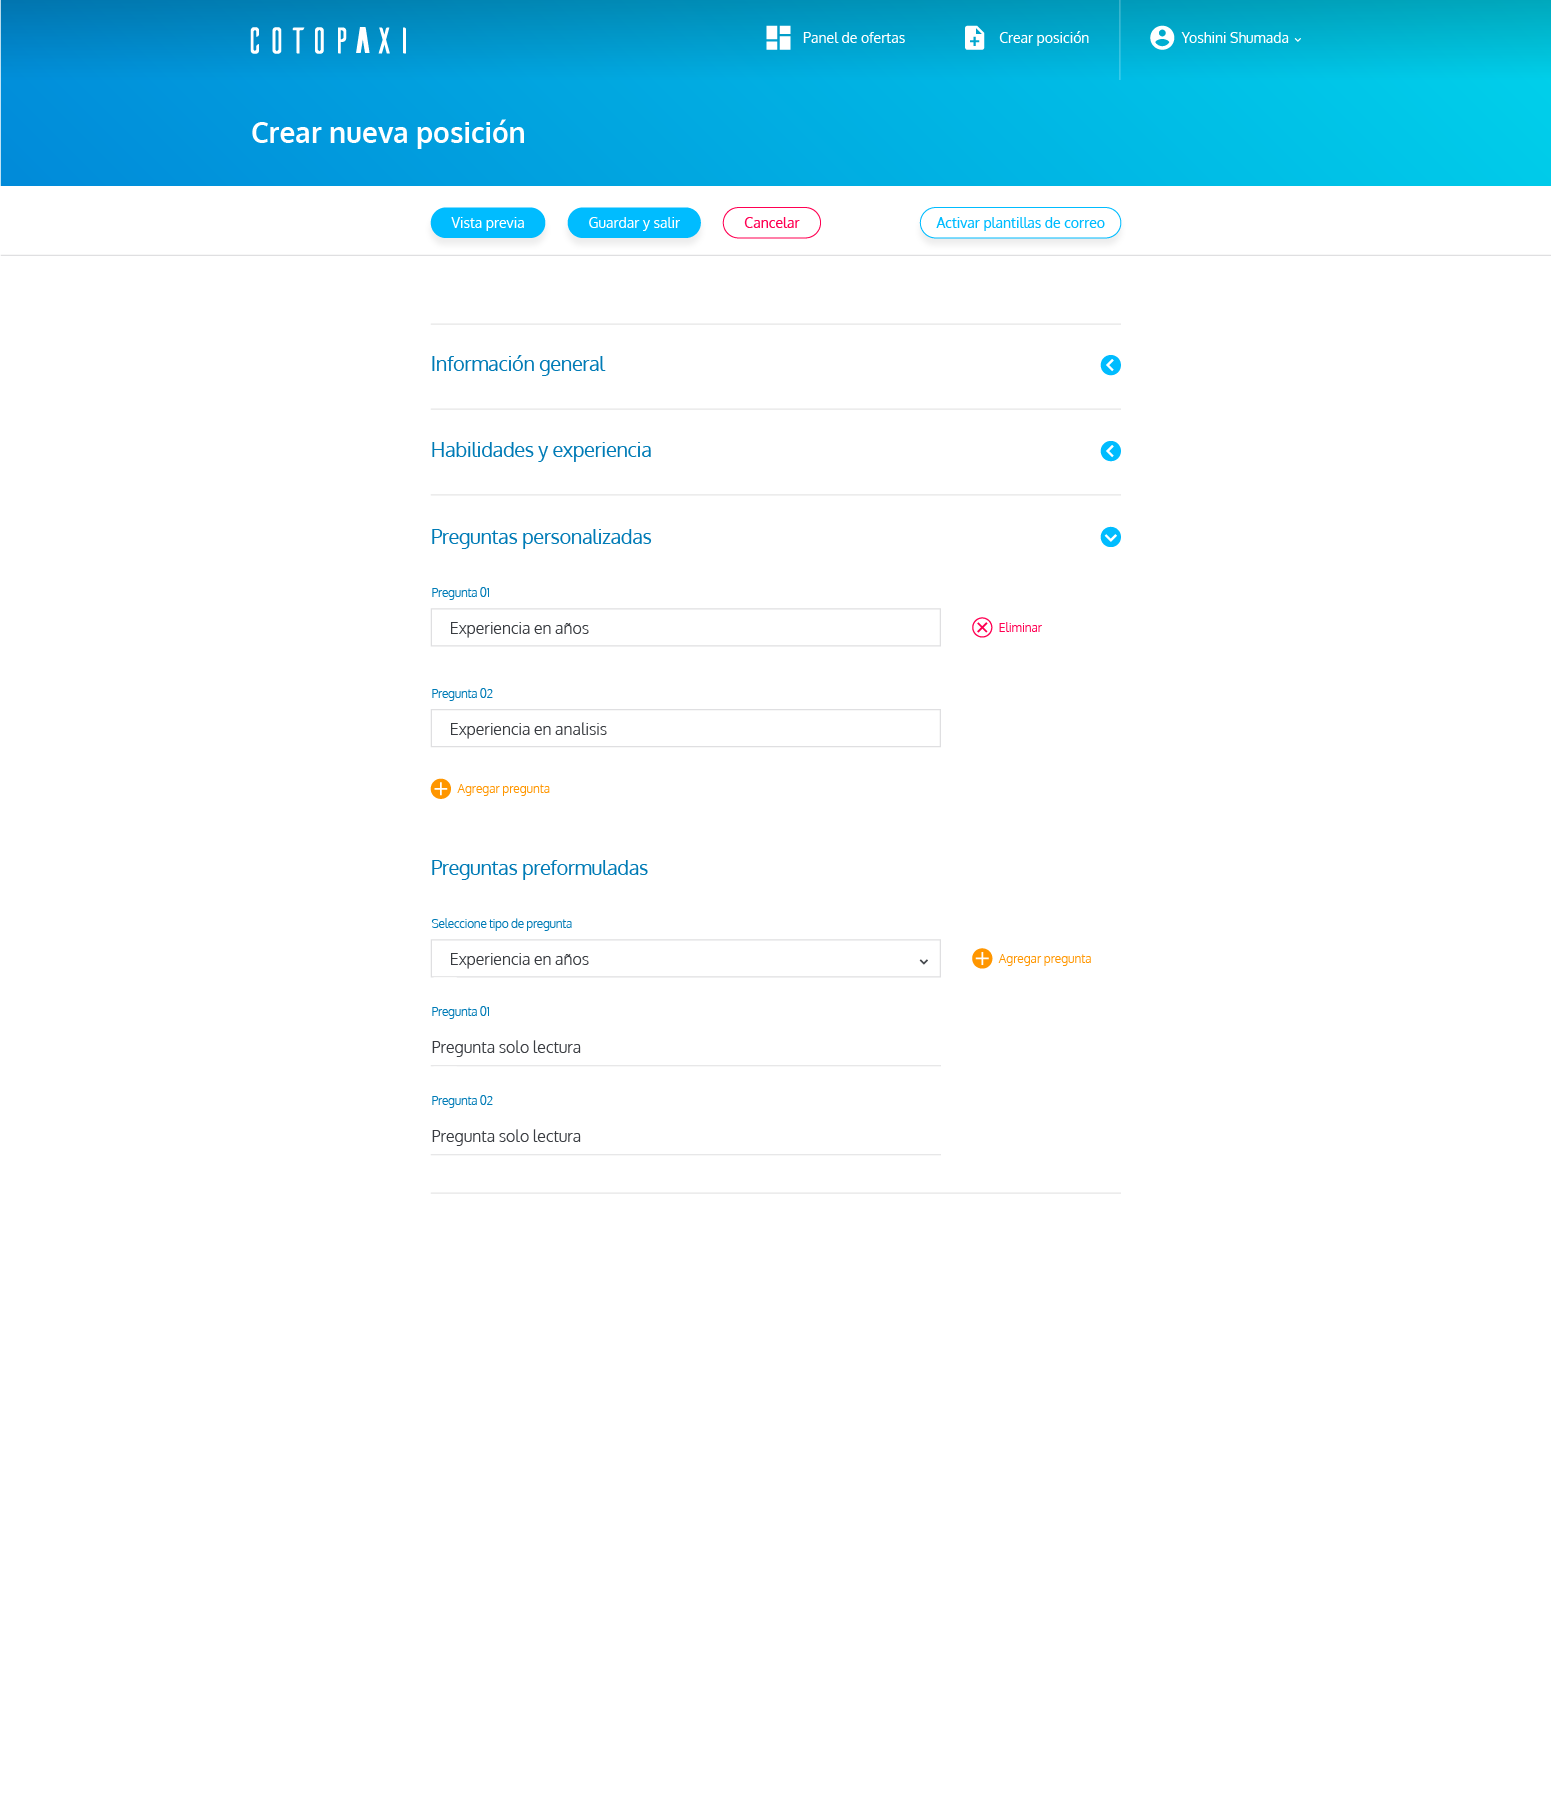 COTOPAXI
Panel de ofertas
Crear posición
Yoshini Shumada
Crear nueva posición
Vista previa
Guardar y salir
Cancelar
Activar plantillas de correo
Información general
Habilidades y experiencia
Preguntas personalizadas
Pregunta 01
Experiencia en años
Eliminar
Pregunta 02
Experiencia en analisis
Agregar pregunta
Preguntas preformuladas
Seleccione tipo de pregunta
Experiencia en años
Agregar pregunta
Pregunta 01
Pregunta solo lectura
Pregunta 02
Pregunta solo lectura